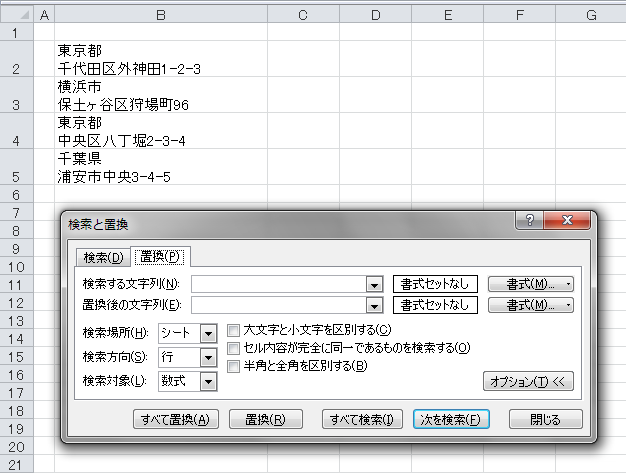 A B C D E F G
1
東京都
2 千代田区外神田1-2-3
横浜市
3 保土ヶ谷区狩場町96
東京都
4 中央区八丁堀2-3-4
千葉県
5 浦安市中央3-4-5
6
7
8 検索と置換 ?
9
10 検索(D) 置換(P)
11 検索する文字列(N): 書式セットなし 書式(M)...
12 置換後の文字列(E): 書式セットなし 書式(M)...
13
14 検索場所(H): シート 大文字と小文字を区別する(C)
15 検索方向(S): 行 セル内容が完全に同一であるものを検索する(O)
半角と全角を区別する(B)
16 検索対象(L): 数式 オプション(T) <<
17
18 すべて置換(A) 置換(R) すべて検索(I) 次を検索(F) 閉じる
19
20
21